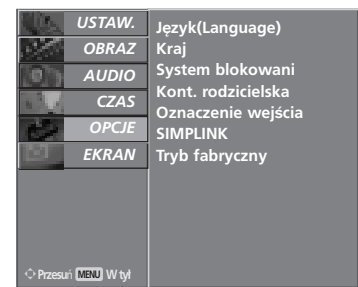 USTAW.
OBRAZ
AUDIO
CZAS
OPCJE
EKRAN
Język(Language)
Kraj
System blokowani
Kont. rodzicielska
Oznaczenie wejścia
SIMPLINK
Tryb fabryczny
Przesuń MENU W tył